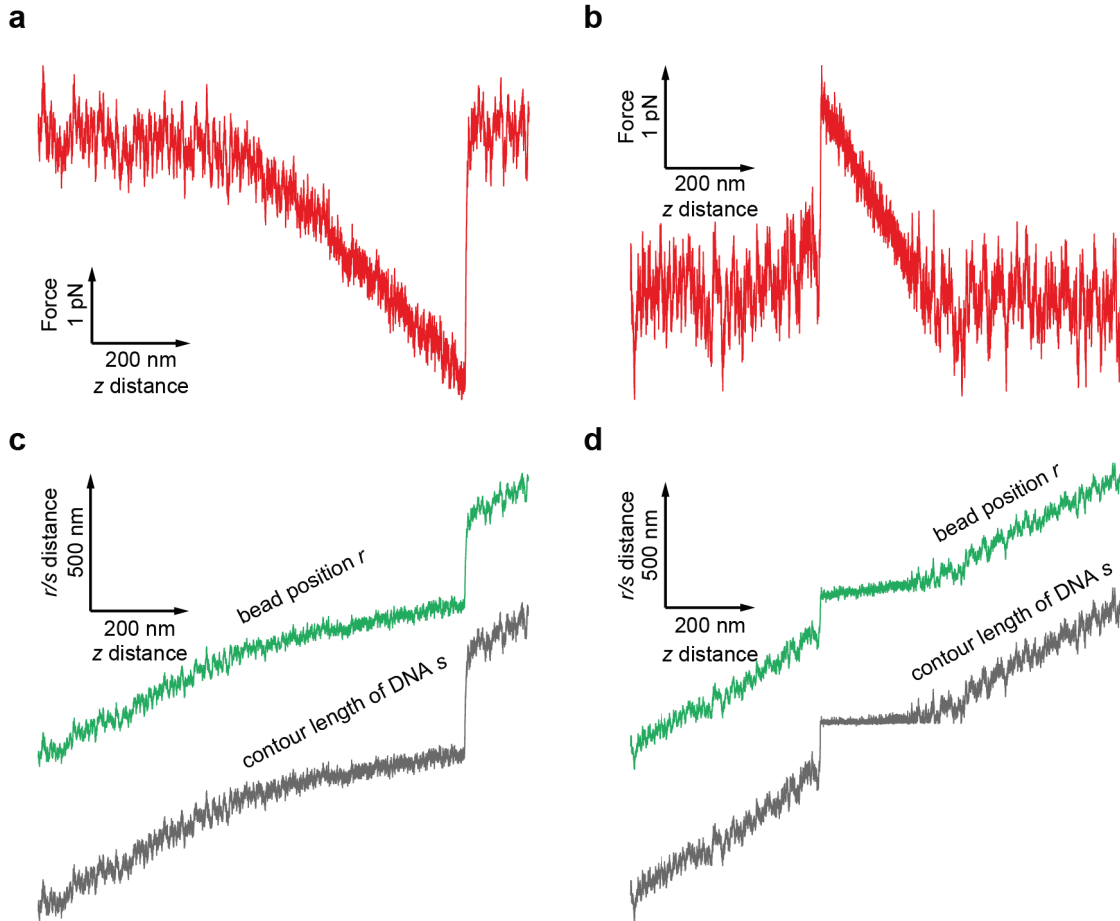 a
b
Force
1 pN
200 nm
z distance
Force
1 pN
200 nm
z distance
c
d
r/s distance
500 nm
200 nm
z distance
bead position r
contour length of DNA s
r/s distance
500 nm
200 nm
z distance
bead position r
contour length of DNA s